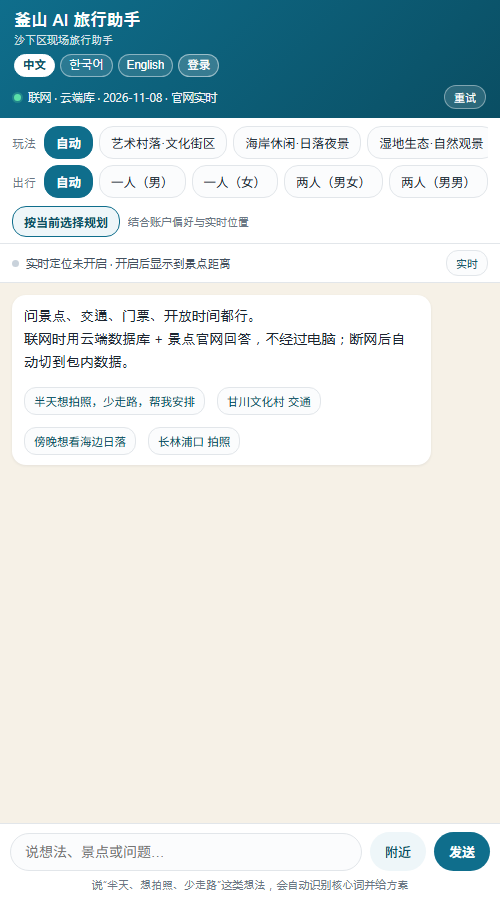 釜山 AI 旅行助手
沙下区现场旅行助手
中文 한국어 English 登录
联网 · 云端库 · 2026-11-08 · 官网实时 重试
玩法 自动 艺术村落·文化街区 海岸休闲·日落夜景 湿地生态·自然观景
出行 自动 一人（男） 一人（女） 两人（男女） 两人（男男）
按当前选择规划 结合账户偏好与实时位置
实时定位未开启 · 开启后显示到景点距离 实时
问景点、交通、门票、开放时间都行。
联网时用云端数据库 + 景点官网回答，不经过电脑；断网后自
动切到包内数据。
半天想拍照，少走路，帮我安排 甘川文化村 交通
傍晚想看海边日落 长林浦口 拍照
说想法、景点或问题… 附近 发送
说“半天、想拍照、少走路”这类想法，会自动识别核心词并给方案